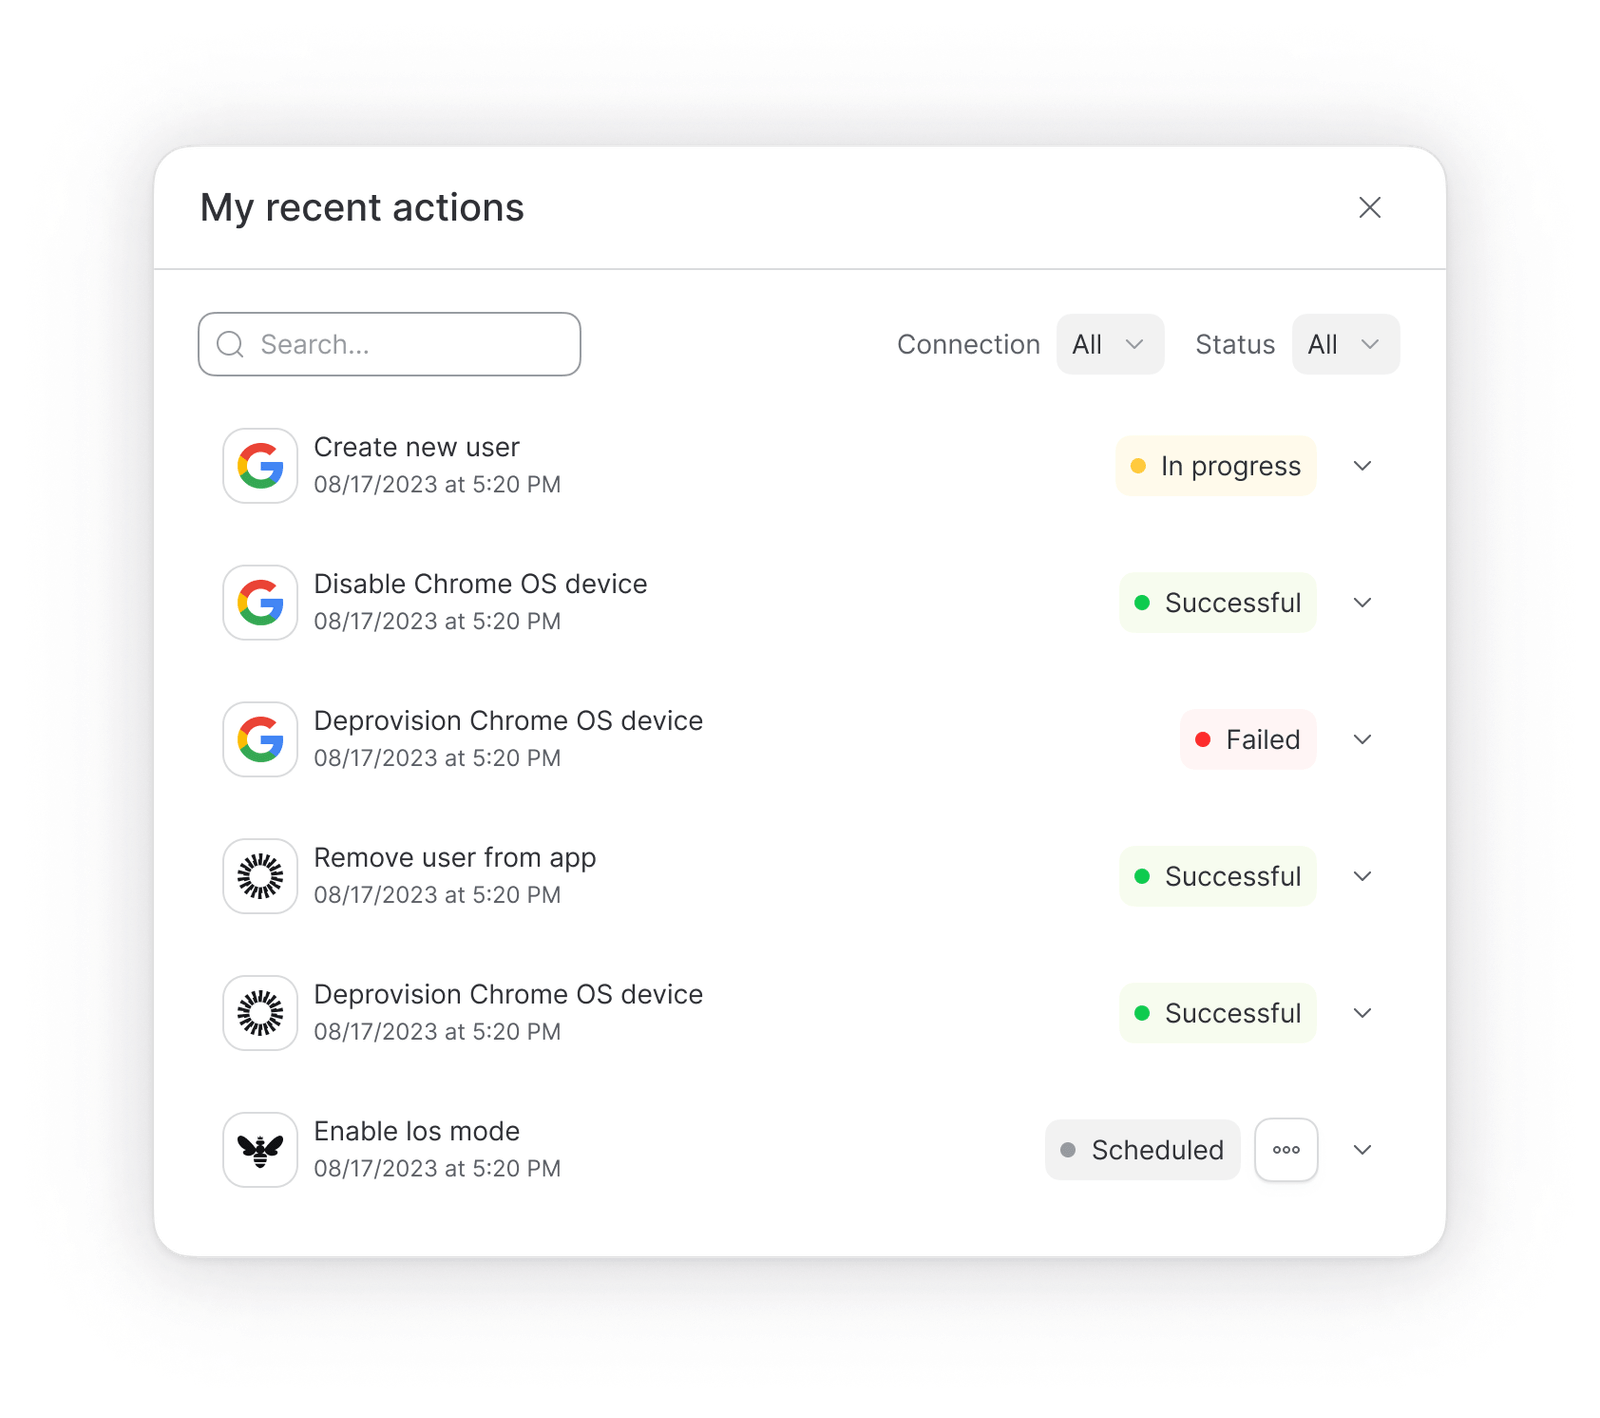 My recent actions
Search...
Connection All Status All
Create new user
08/17/2023 at 5:20 PM
In progress
Disable Chrome OS device
08/17/2023 at 5:20 PM
Successful
Deprovision Chrome OS device
08/17/2023 at 5:20 PM
Failed
Remove user from app
08/17/2023 at 5:20 PM
Successful
Deprovision Chrome OS device
08/17/2023 at 5:20 PM
Successful
Enable los mode
08/17/2023 at 5:20 PM
Scheduled